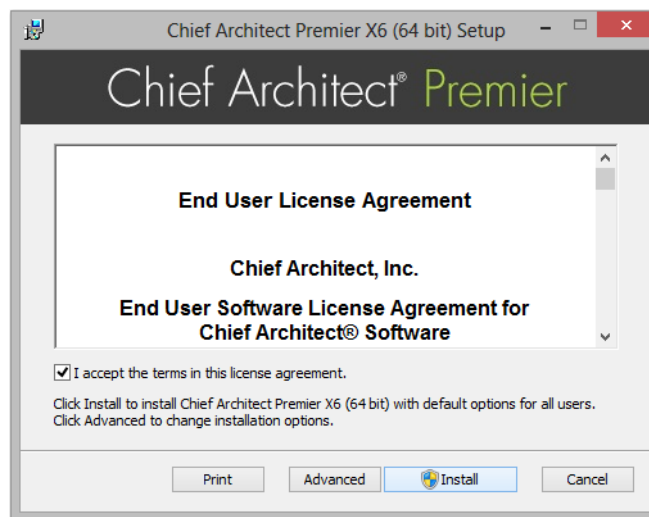 Chief Architect Premier X6 (64 bit) Setup
Chief Architect® Premier
End User License Agreement
Chief Architect, Inc.
End User Software License Agreement for
Chief Architect® Software
I accept the terms in this license agreement.
Click Install to install Chief Architect Premier X6 (64 bit) with default options for all users.
Click Advanced to change installation options.
Print Advanced Install Cancel